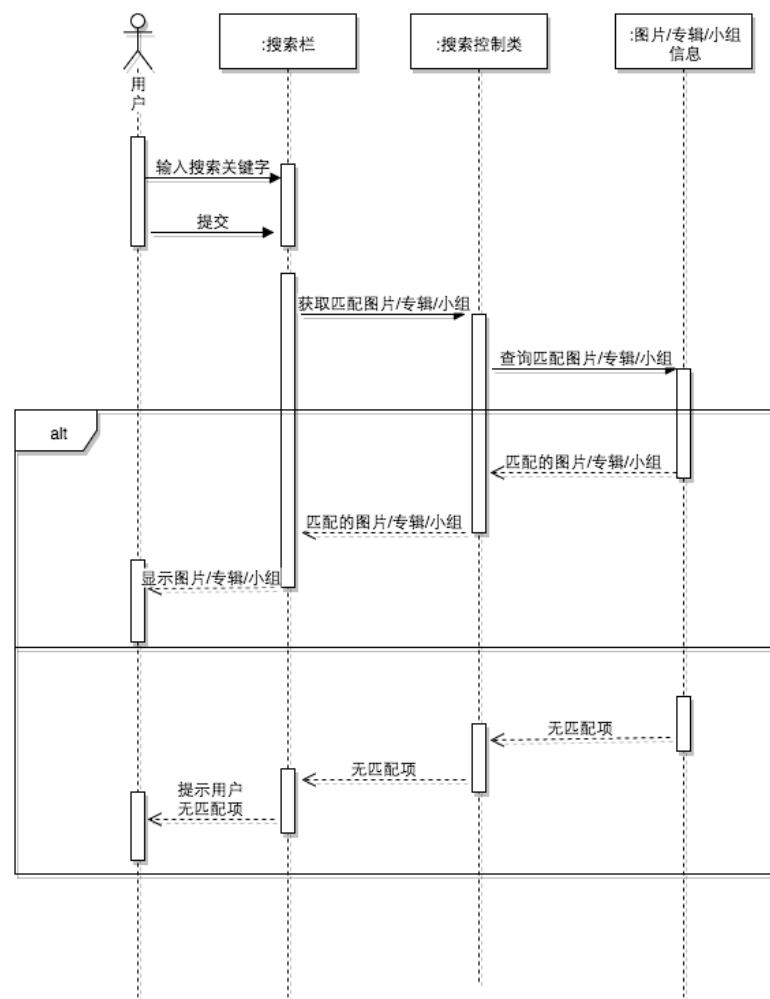 :搜索栏
:搜索控制类
:图片/专辑/小组
信息
用
户
输入搜索关键字
提交
获取匹配图片/专辑/小组
查询匹配图片/专辑/小组
alt
匹配的图片/专辑/小组
匹配的图片/专辑/小组
显示图片/专辑/小组
无匹配项
无匹配项
提示用户
无匹配项